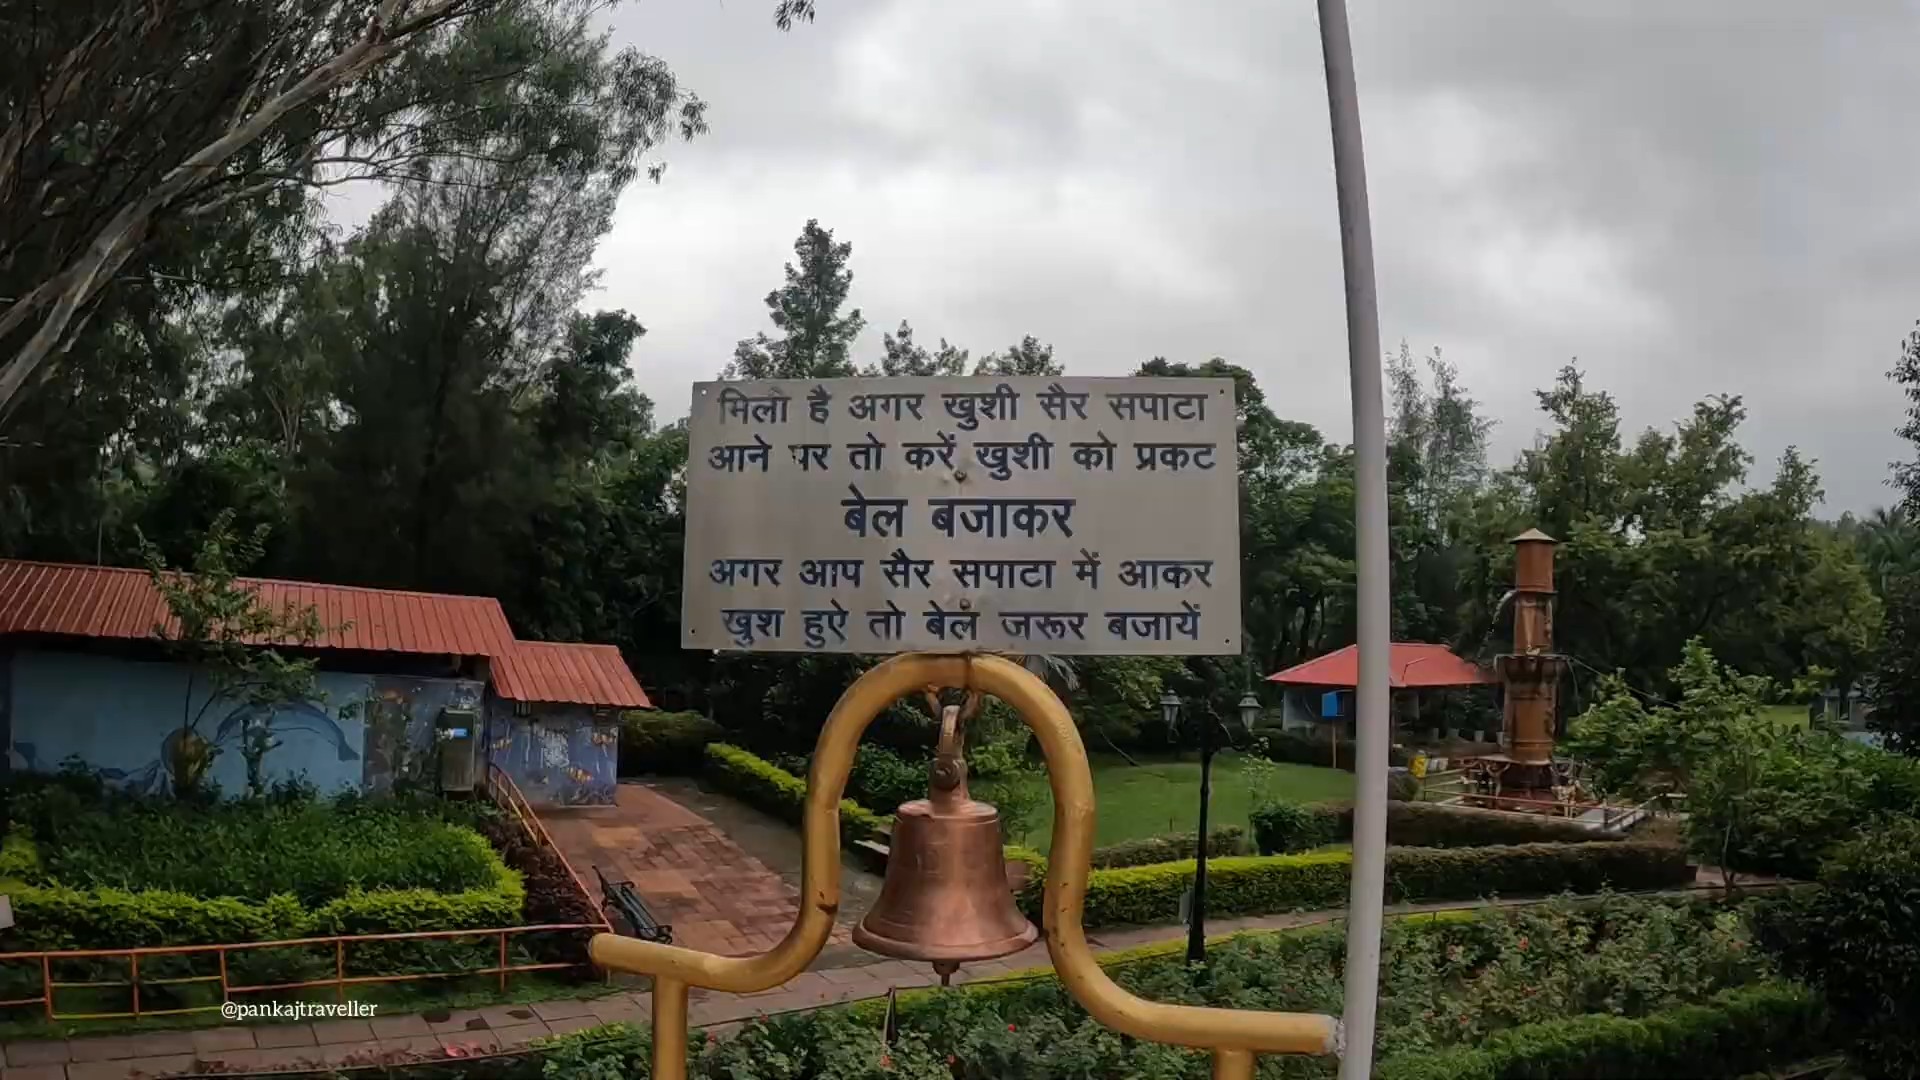 मिली है अगर खुशी सैर सपाटा
आने पर तो करें खुशी को प्रकट
बेल बजाकर
अगर आप सैर सपाटा में आकर
खुश हुऐ तो बेल जरूर बजायें
@pankajtraveller